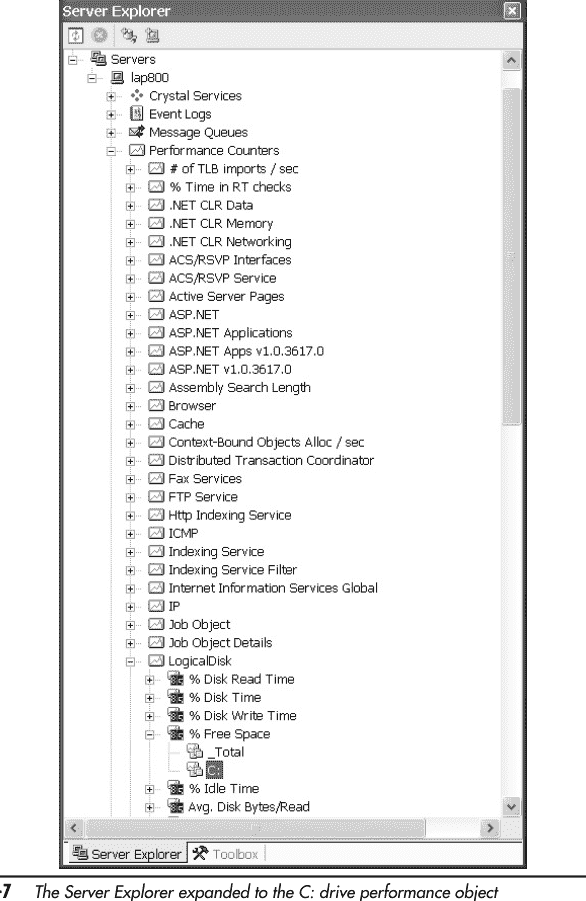 Server Explorer
Servers
lap800
Crystal Services
Event Logs
Message Queues
Performance Counters
# of TLB imports / sec
% Time in RT checks
.NET CLR Data
.NET CLR Memory
.NET CLR Networking
ACS/RSVP Interfaces
ACS/RSVP Service
Active Server Pages
ASP.NET
ASP.NET Applications
ASP.NET Apps v1.0.3617.0
ASP.NET v1.0.3617.0
Assembly Search Length
Browser
Cache
Context-Bound Objects Alloc / sec
Distributed Transaction Coordinator
Fax Services
FTP Service
Http Indexing Service
ICMP
Indexing Service
Indexing Service Filter
Internet Information Services Global
IP
Job Object
Job Object Details
LogicalDisk
% Disk Read Time
% Disk Time
% Disk Write Time
% Free Space
_Total
C:
% Idle Time
Avg. Disk Bytes/Read
Server Explorer Toolbox
-7 The Server Explorer expanded to the C: drive performance object